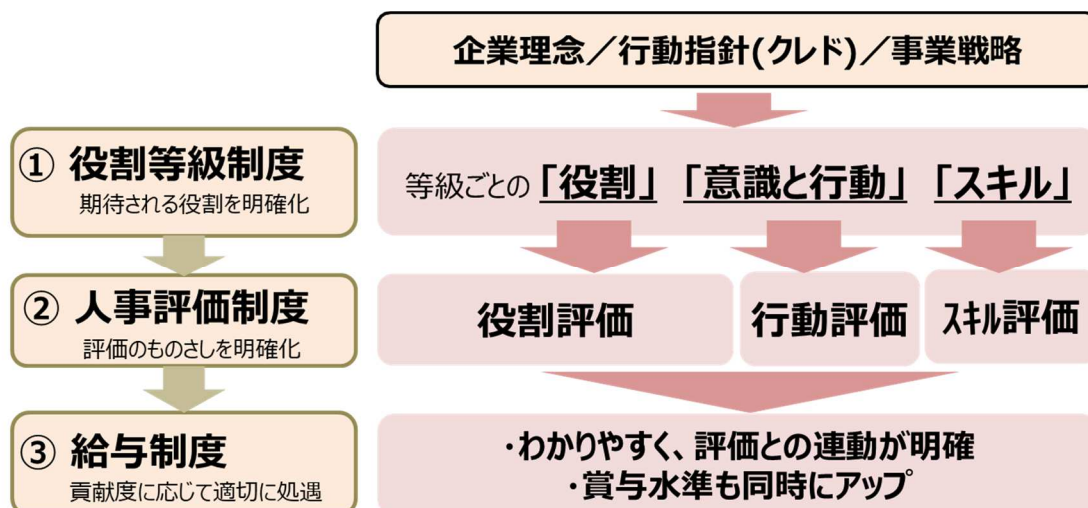 企業理念／行動指針(クレド)／事業戦略
① 役割等級制度
期待される役割を明確化
等級ごとの「役割」「意識と行動」「スキル」
② 人事評価制度
評価のものさしを明確化
役割評価
行動評価
ｽｷﾙ評価
③ 給与制度
貢献度に応じて適切に処遇
・わかりやすく、評価との連動が明確
・賞与水準も同時にアップ